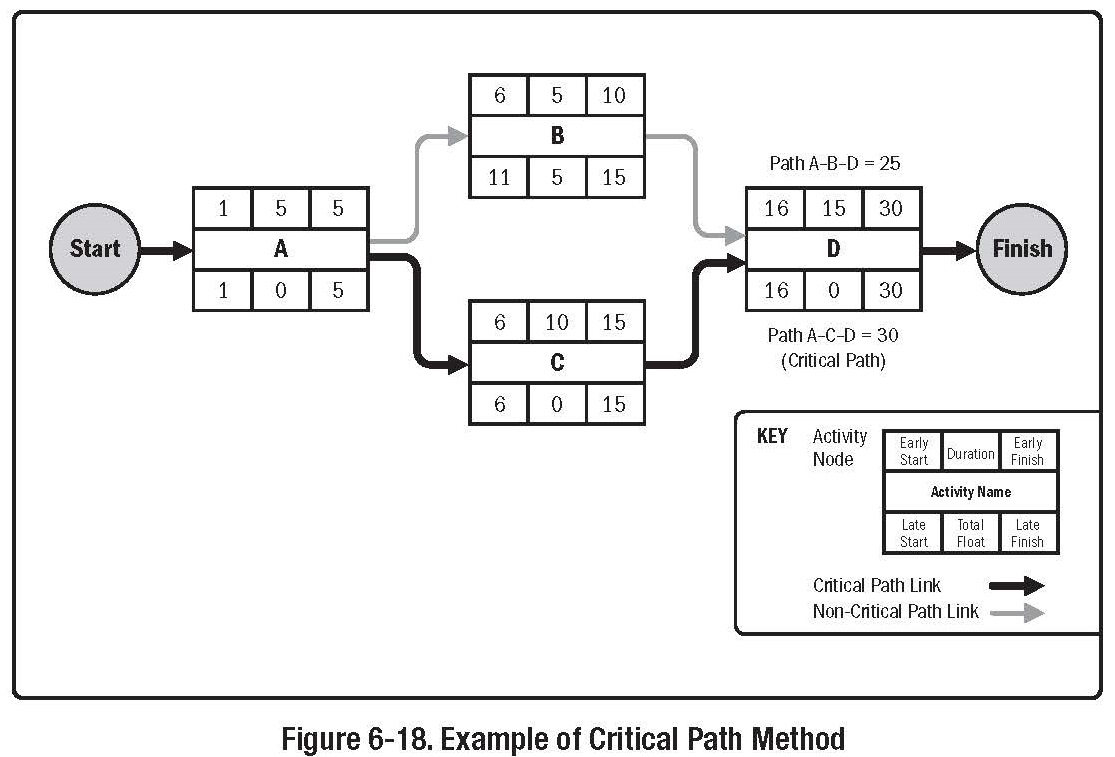 6 5 10
B
11 5 15
Path A-B-D = 25
1 5 5
16 15 30
Start
A
D
Finish
1 0 5
16 0 30
6 10 15
C
6 0 15
Path A-C-D = 30
(Critical Path)
KEY
Activity
Node
Early
Start
Duration
Early
Finish
Activity Name
Late
Start
Total
Float
Late
Finish
Critical Path Link
Non-Critical Path Link
Figure 6-18. Example of Critical Path Method